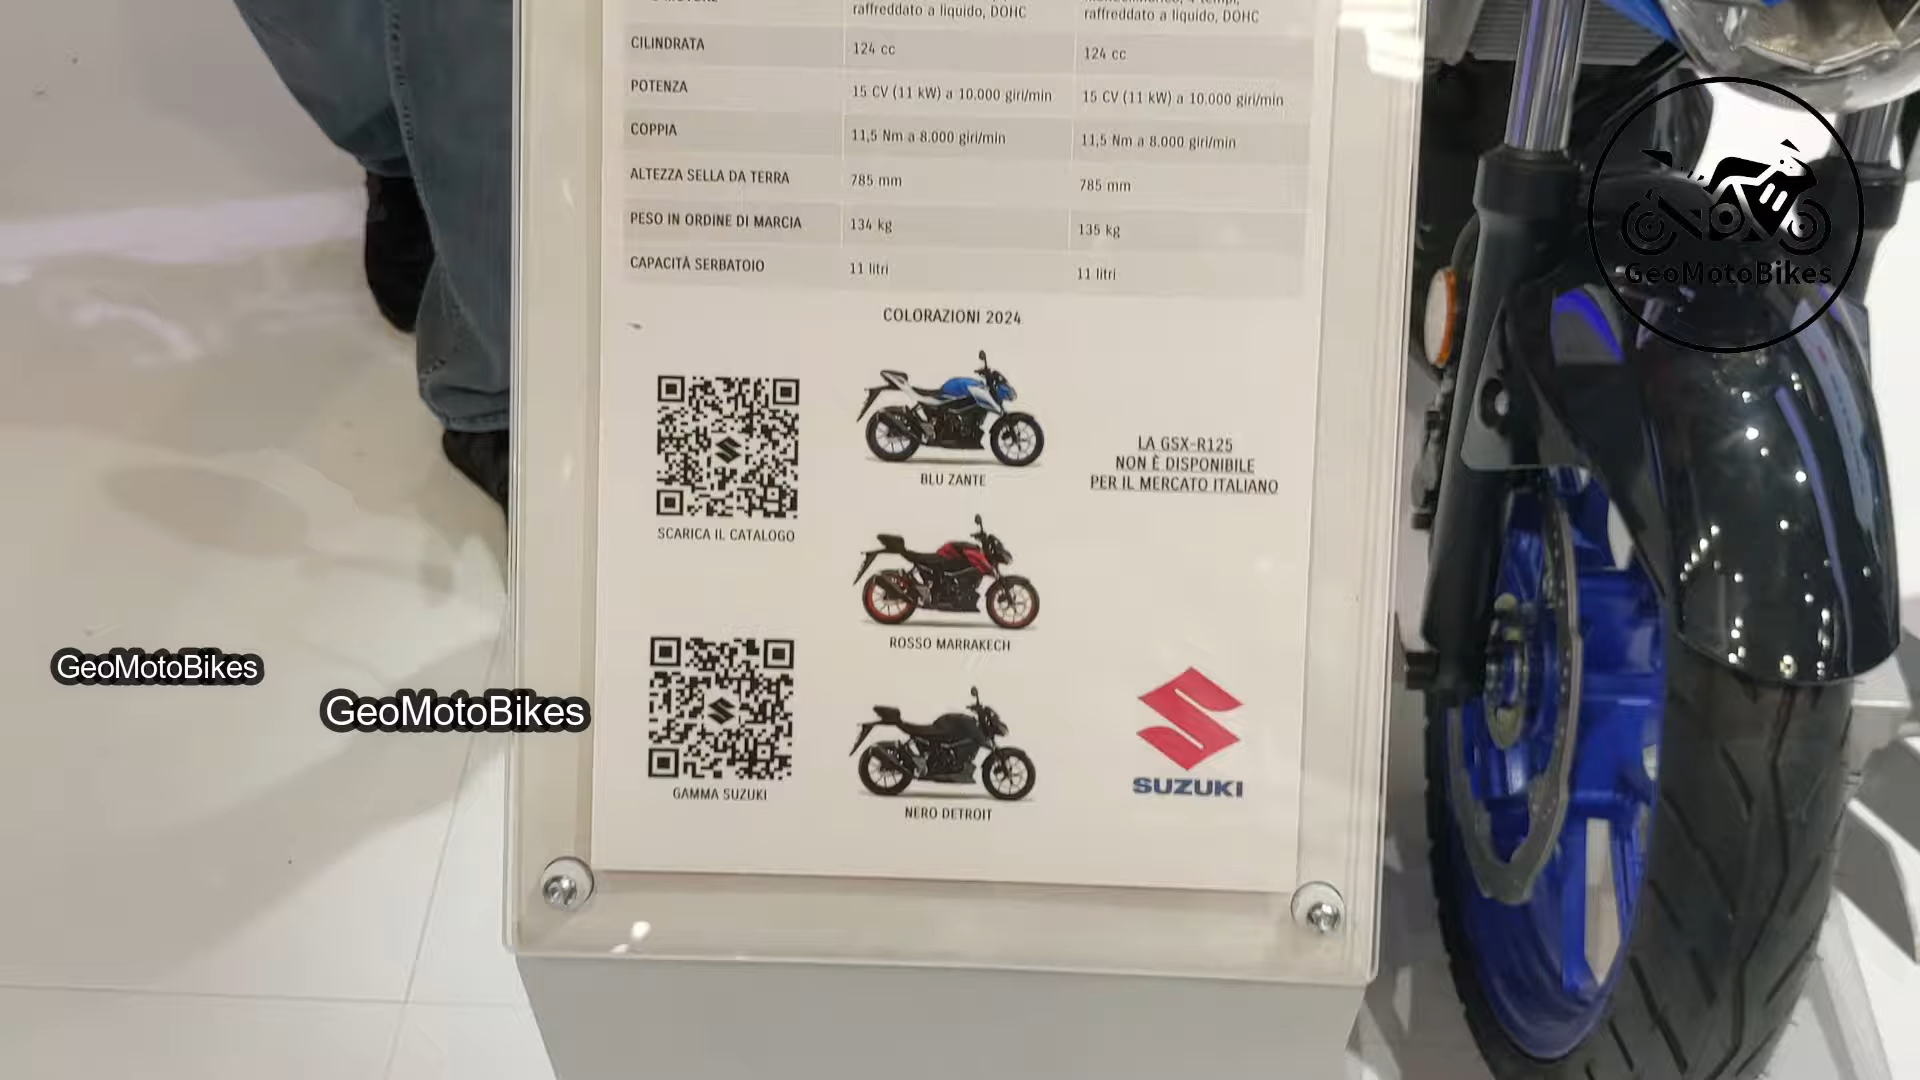 raffreddato a liquido, DOHC
raffreddato a liquido, DOHC
CILINDRATA
124 cc
124 cc
POTENZA
15 CV (11 kW) a 10.000 giri/min
15 CV (11 kW) a 10.000 giri/min
COPPIA
11,5 Nm a 8.000 giri/min
11,5 Nm a 8.000 giri/min
ALTEZZA SELLA DA TERRA
785 mm
785 mm
PESO IN ORDINE DI MARCIA
134 kg
135 kg
CAPACITÀ SERBATOIO
11 litri
11 litri
COLORAZIONI 2024
SCARICA IL CATALOGO
BLU ZANTE
LA GSX-R125
NON È DISPONIBILE
PER IL MERCATO ITALIANO
ROSSO MARRAKECH
GAMMA SUZUKI
NERO DETROIT
SUZUKI
GeoMotoBikes
GeoMotoBikes
GeoMotoBikes